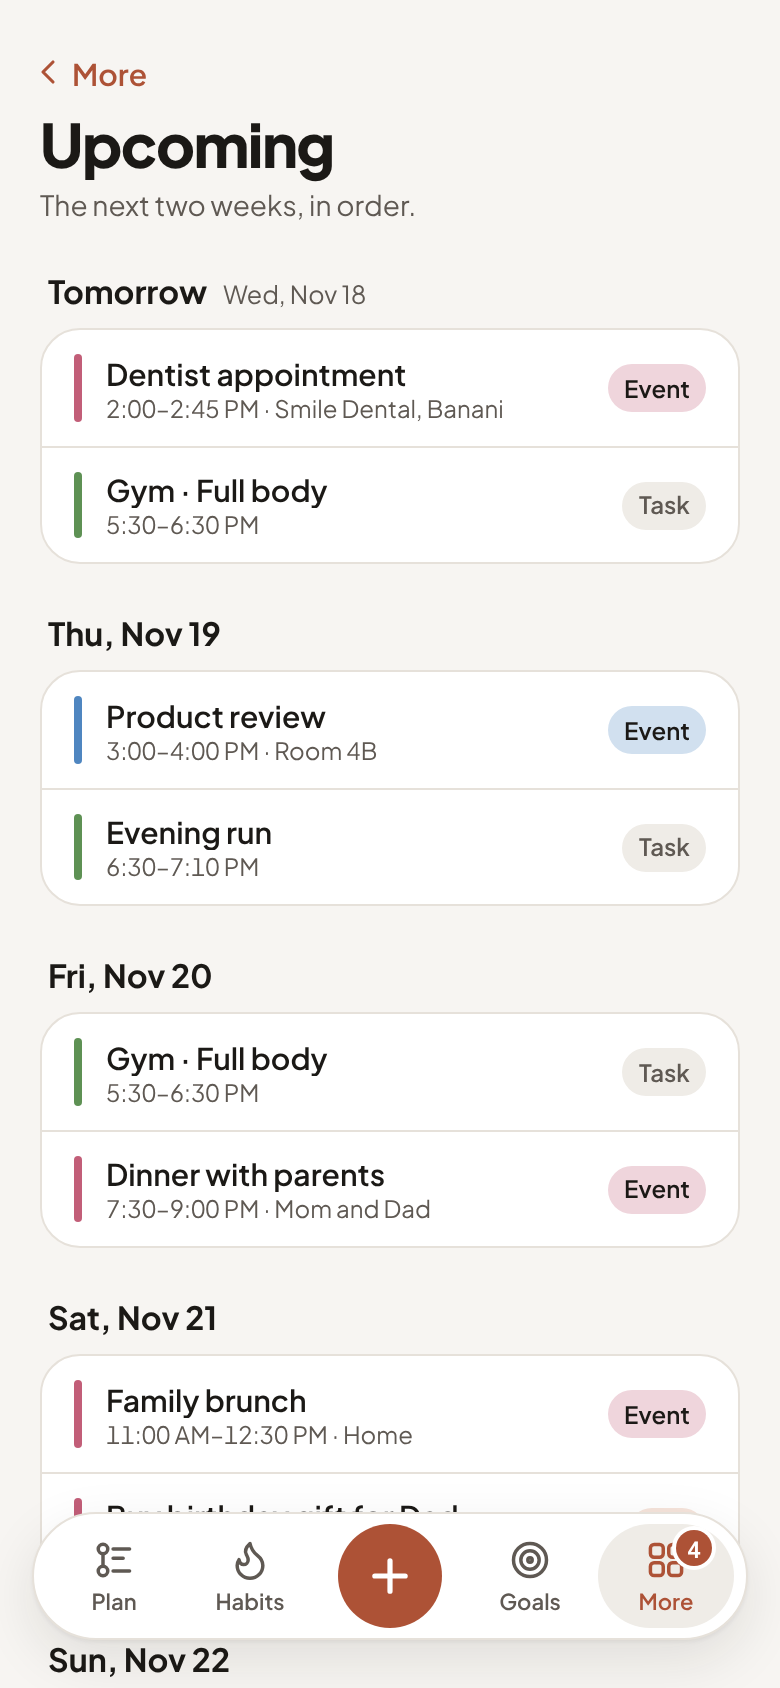 More
Upcoming
The next two weeks, in order.
Tomorrow Wed, Nov 18
Dentist appointment
2:00–2:45 PM · Smile Dental, Banani
Event
Gym · Full body
5:30–6:30 PM
Task
Thu, Nov 19
Product review
3:00–4:00 PM · Room 4B
Event
Evening run
6:30–7:10 PM
Task
Fri, Nov 20
Gym · Full body
5:30–6:30 PM
Task
Dinner with parents
7:30–9:00 PM · Mom and Dad
Event
Sat, Nov 21
Family brunch
11:00 AM–12:30 PM · Home
Event
Buy birthday gift for Dad
Plan
Habits
Goals
4
More
Sun, Nov 22